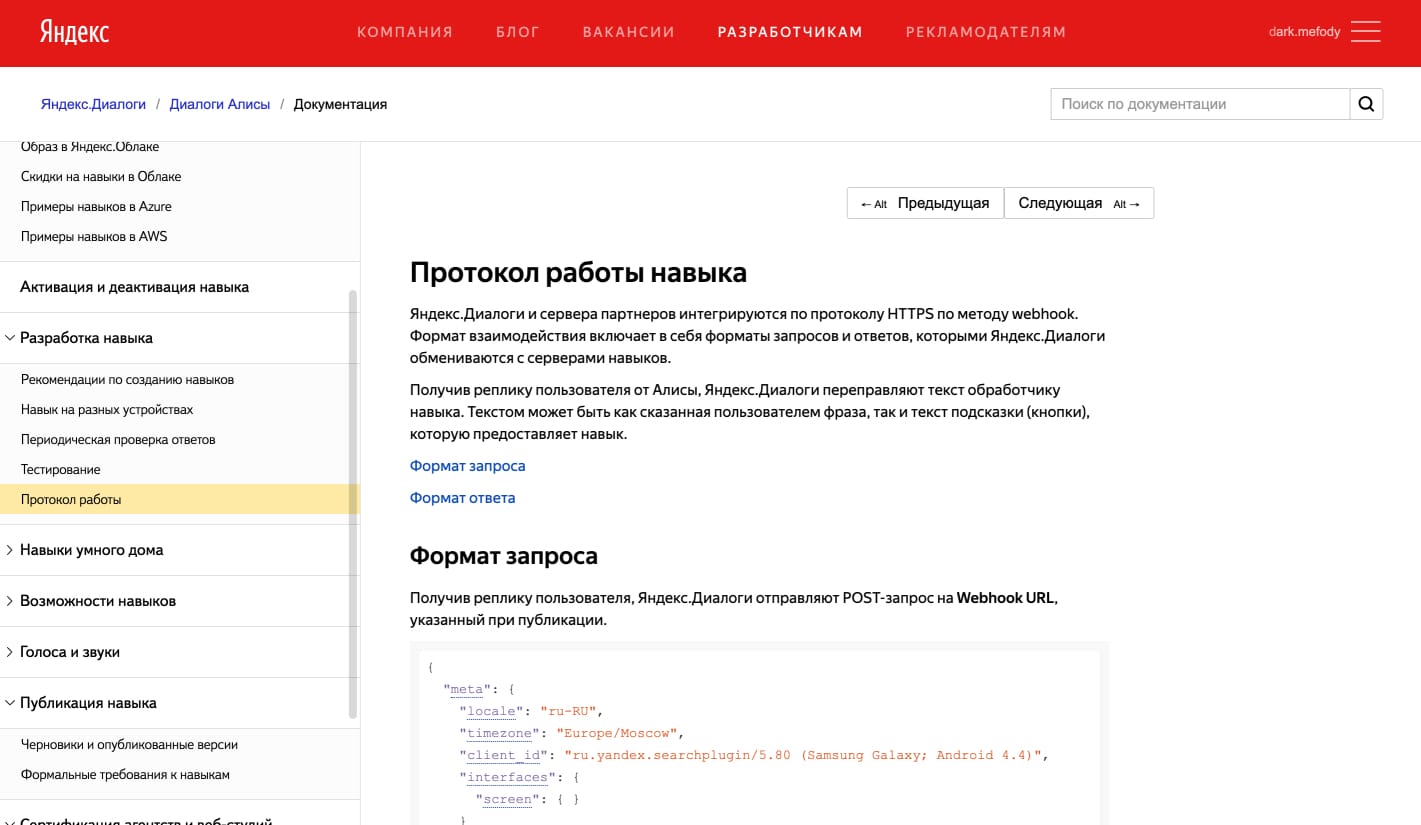 Яндекс
КОМПАНИЯ БЛОГ ВАКАНСИИ РАЗРАБОТЧИКАМ РЕКЛАМОДАТЕЛЯМ
dark.mefody
Яндекс.Диалоги / Диалоги Алисы / Документация
Поиск по документации
Образ в Яндекс.Облаке
Скидки на навыки в Облаке
Примеры навыков в Azure
Примеры навыков в AWS
Активация и деактивация навыка
Разработка навыка
Рекомендации по созданию навыков
Навык на разных устройствах
Периодическая проверка ответов
Тестирование
Протокол работы
Навыки умного дома
Возможности навыков
Голоса и звуки
Публикация навыка
Черновики и опубликованные версии
Формальные требования к навыкам
Сертификация агентств и веб-студий
←Alt Предыдущая Следующая Alt→
Протокол работы навыка
Яндекс.Диалоги и сервера партнеров интегрируются по протоколу HTTPS по методу webhook.
Формат взаимодействия включает в себя форматы запросов и ответов, которыми Яндекс.Диалоги
обмениваются с серверами навыков.
Получив реплику пользователя от Алисы, Яндекс.Диалоги переправляют текст обработчику
навыка. Текстом может быть как сказанная пользователем фраза, так и текст подсказки (кнопки),
которую предоставляет навык.
Формат запроса
Формат ответа
Формат запроса
Получив реплику пользователя, Яндекс.Диалоги отправляют POST-запрос на Webhook URL,
указанный при публикации.
{
"meta": {
"locale": "ru-RU",
"timezone": "Europe/Moscow",
"client_id": "ru.yandex.searchplugin/5.80 (Samsung Galaxy; Android 4.4)",
"interfaces": {
"screen": { }
}